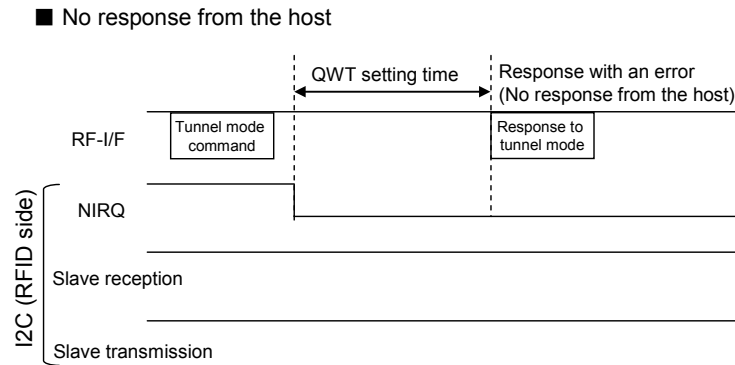 ■ No response from the host
QWT setting time
Response with an error
(No response from the host)
RF-I/F
Tunnel mode
command
Response to
tunnel mode
I2C (RFID side)
NIRQ
Slave reception
Slave transmission